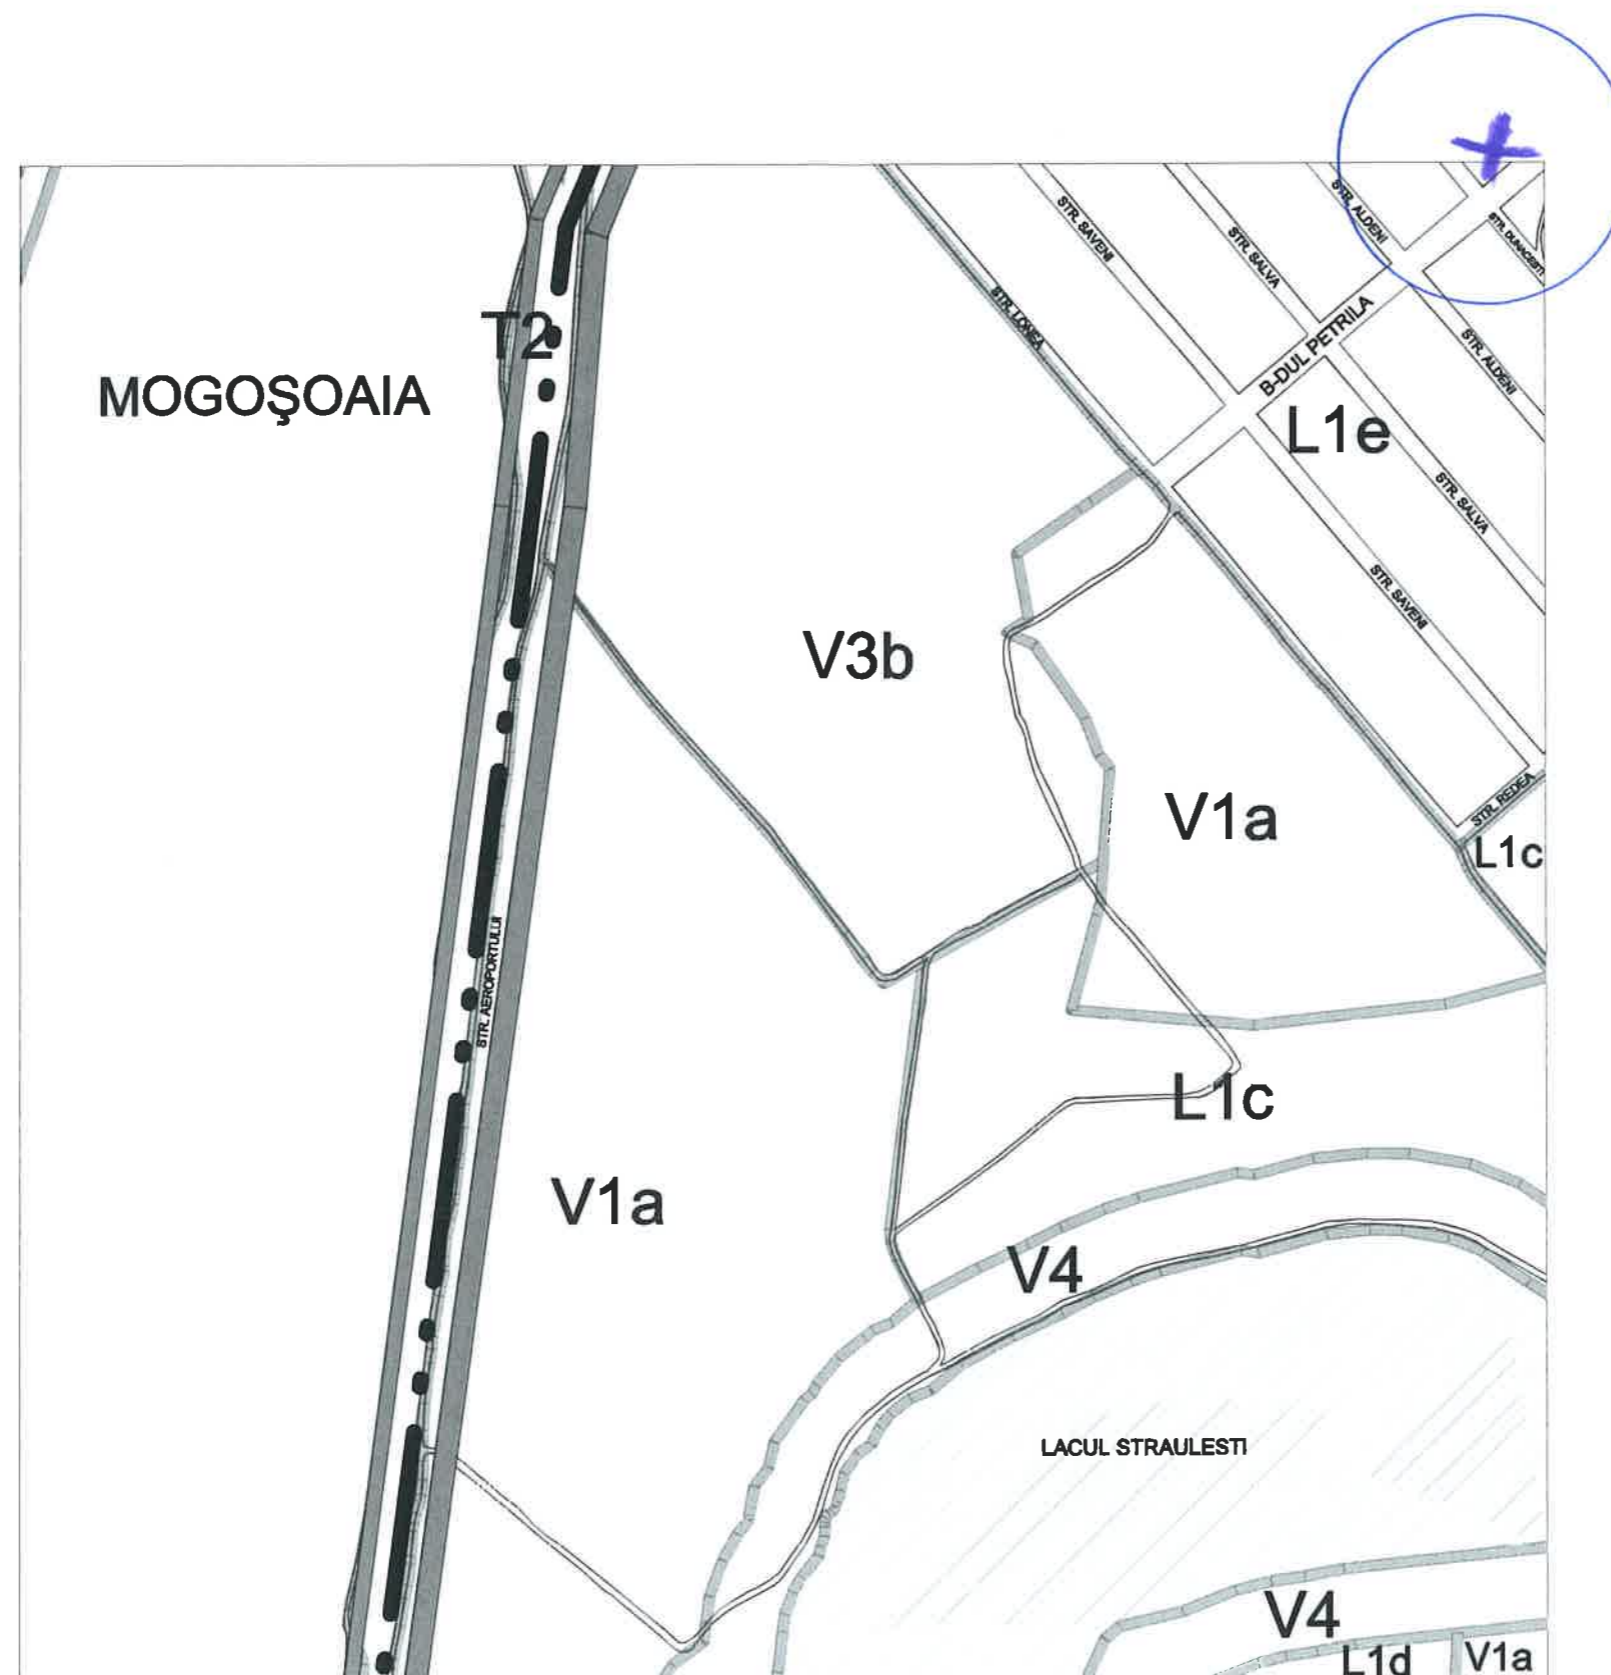 STR. ALDENI
STR. SAVENI
STR. SALVA
STR. DUNACESTI
STR. LONEA
T2
B-DUL PETRILA
STR. ALDENI
MOGOȘOAIA
L1e
STR. SALVA
STR. SAVENI
V3b
STR. REDEA
V1a
L1c
STR. AEROPORTULUI
L1c
V1a
V4
LACUL STRAULESTI
V4
L1d
V1a